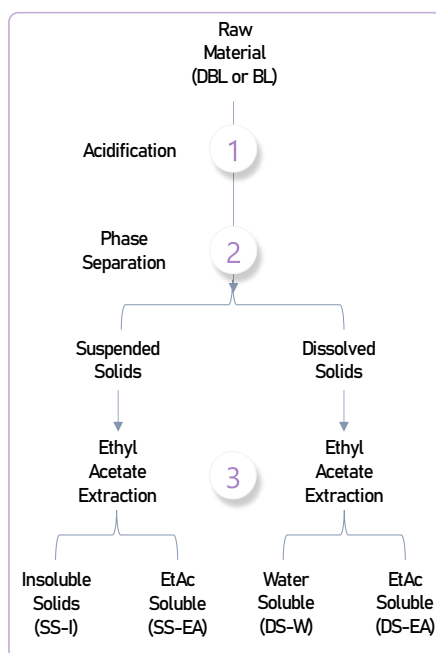 Raw
Material
(DBL or BL)
Acidification
1
Phase
Separation
2
Suspended
Solids
Dissolved
Solids
Ethyl
Acetate
Extraction
3
Ethyl
Acetate
Extraction
Insoluble
Solids
(SS-I)
EtAc
Soluble
(SS-EA)
Water
Soluble
(DS-W)
EtAc
Soluble
(DS-EA)